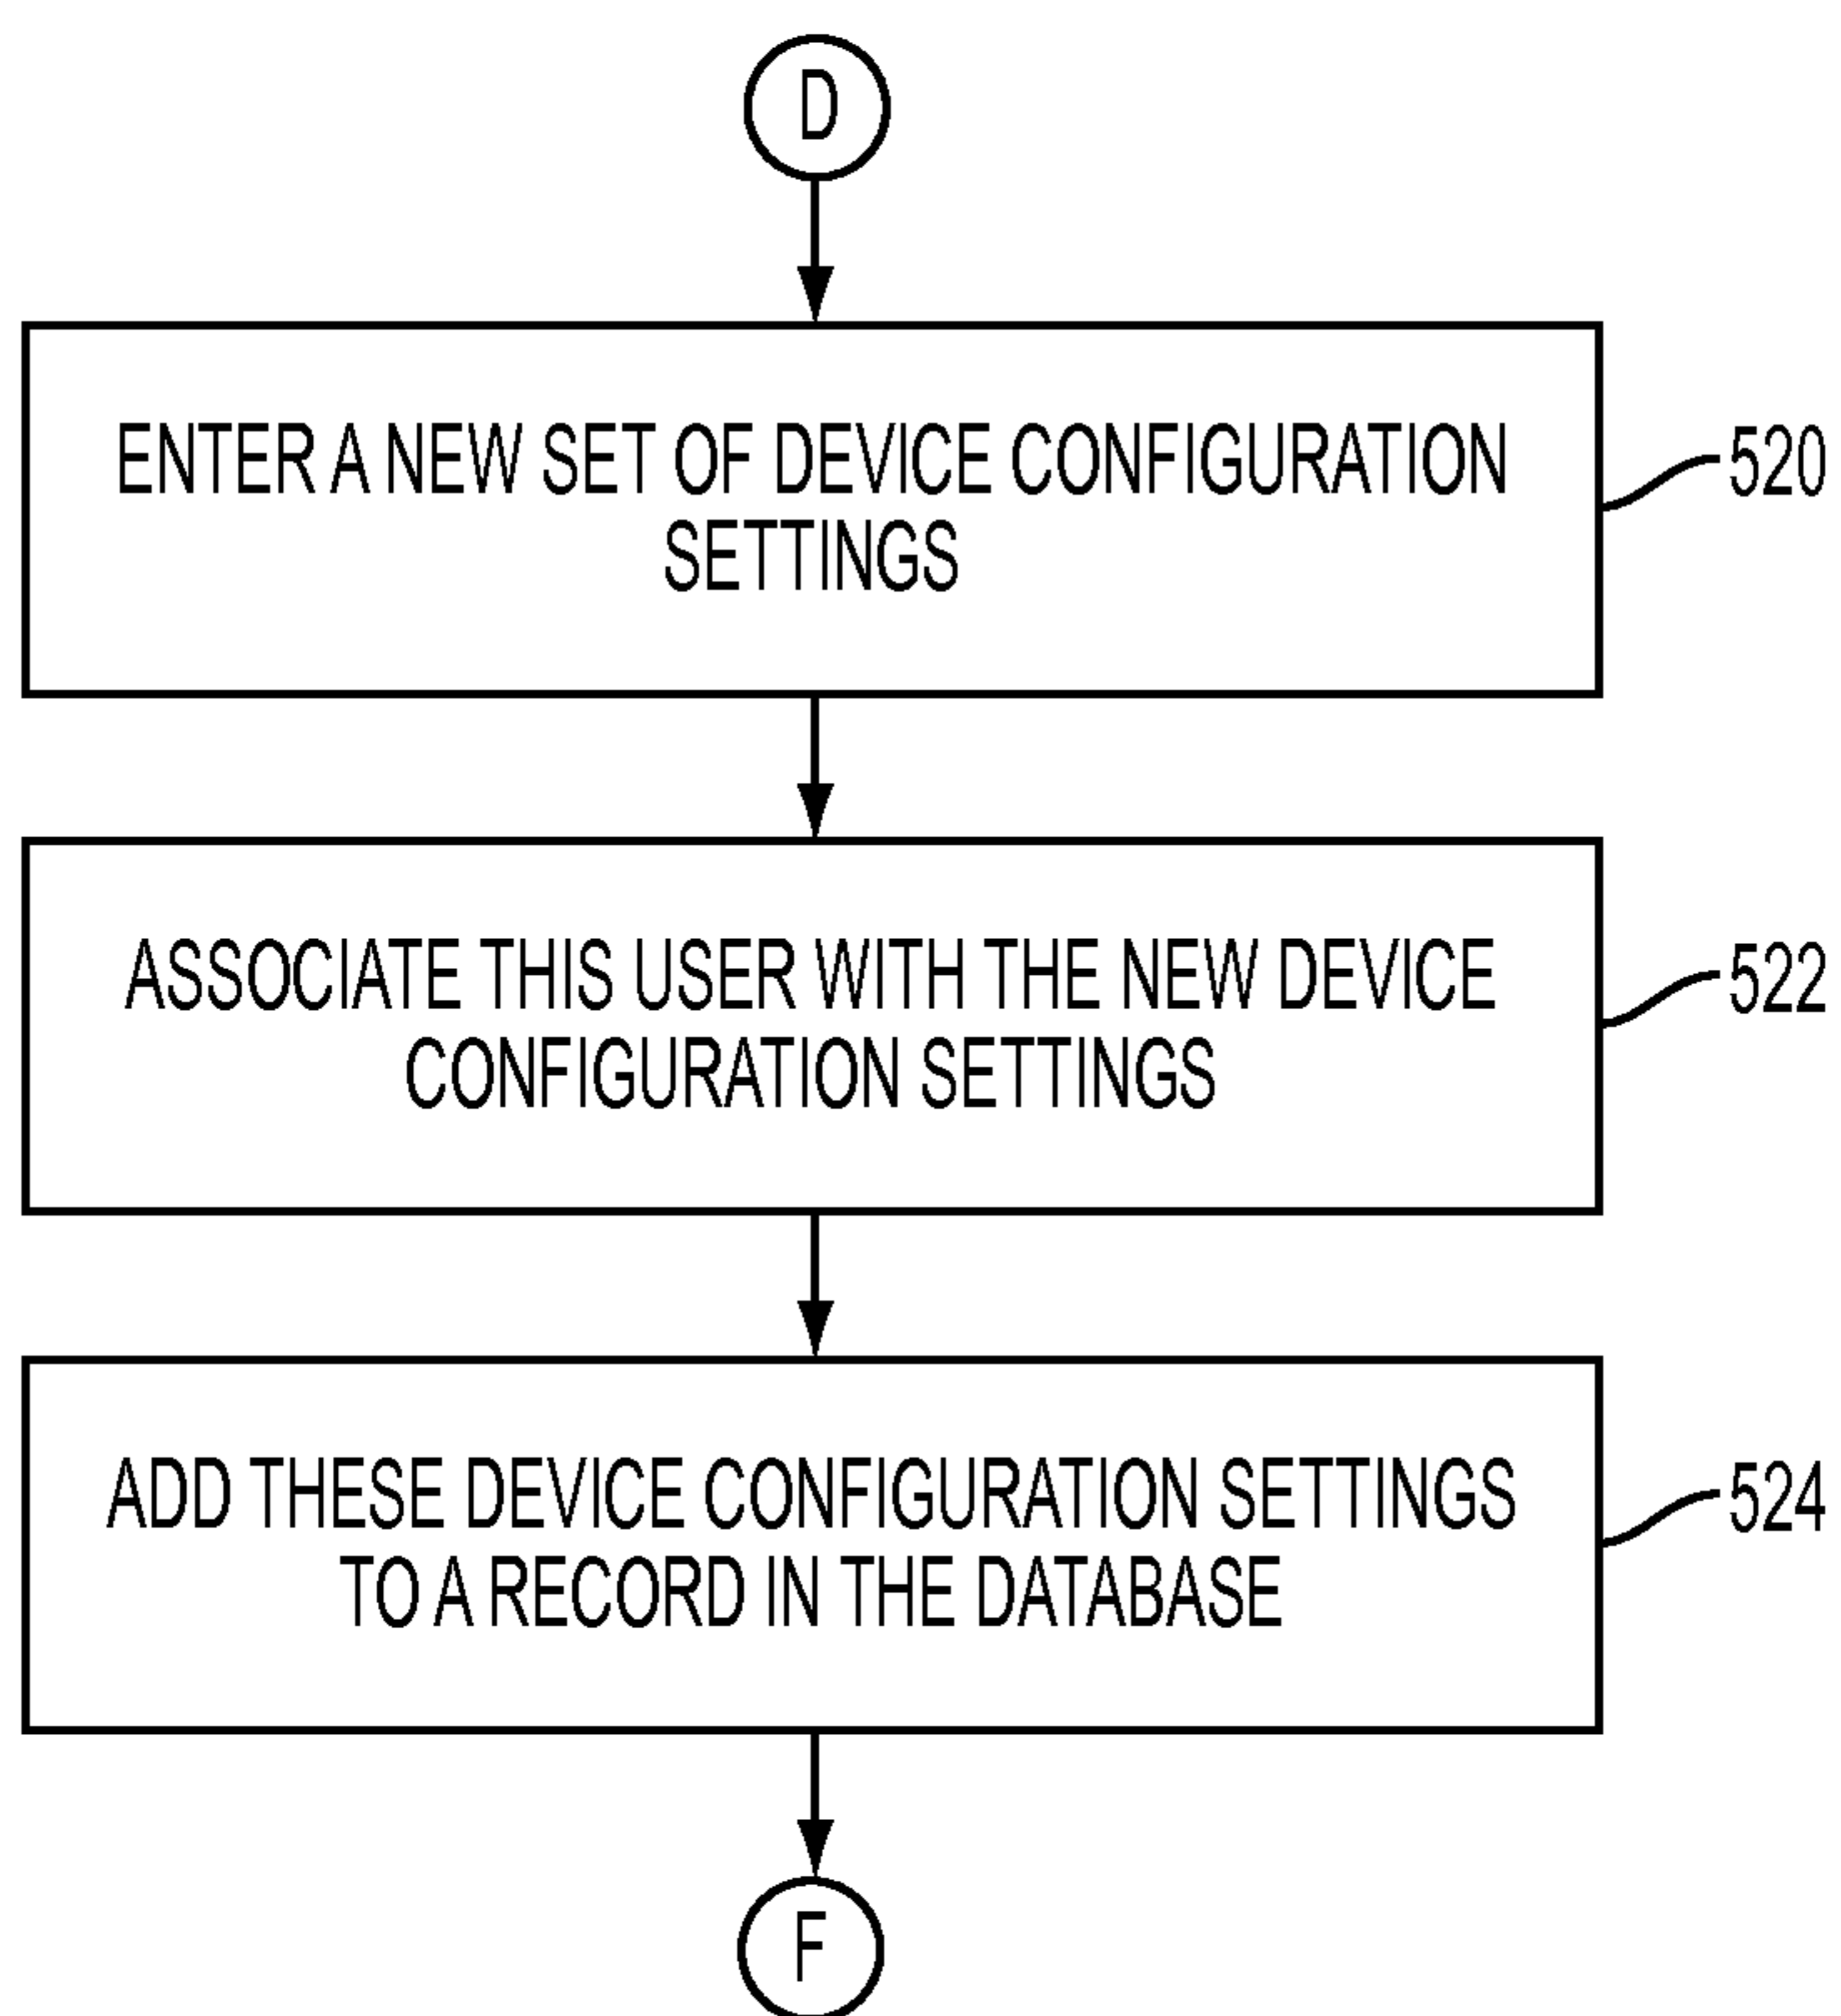 D
ENTER A NEW SET OF DEVICE CONFIGURATION
SETTINGS
520
ASSOCIATE THIS USER WITH THE NEW DEVICE
CONFIGURATION SETTINGS
522
ADD THESE DEVICE CONFIGURATION SETTINGS
TO A RECORD IN THE DATABASE
524
F